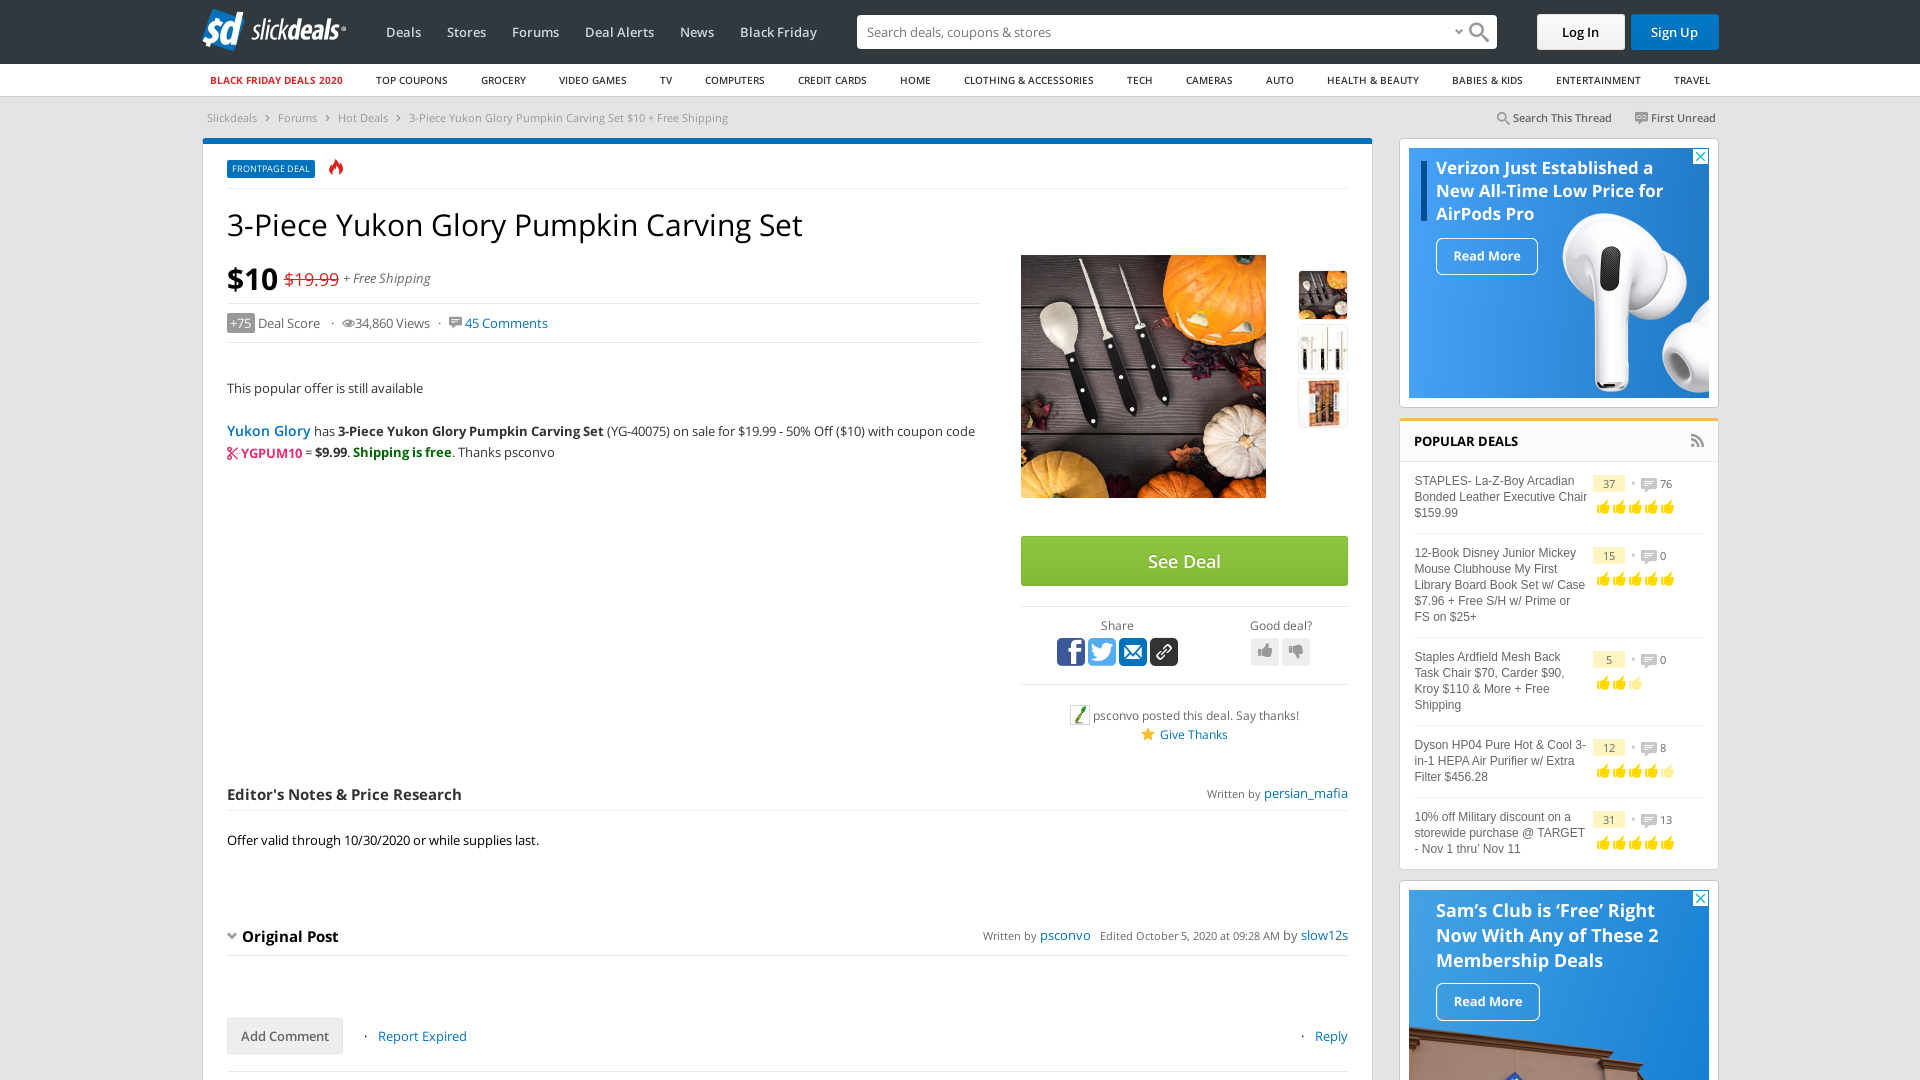 slickdeals
Deals
Stores
Forums
Deal Alerts
News
Black Friday
Search deals, coupons & stores
Log In
Sign Up
BLACK FRIDAY DEALS 2020
TOP COUPONS
GROCERY
VIDEO GAMES
TV
COMPUTERS
CREDIT CARDS
HOME
CLOTHING & ACCESSORIES
TECH
CAMERAS
AUTO
HEALTH & BEAUTY
BABIES & KIDS
ENTERTAINMENT
TRAVEL
Slickdeals > Forums > Hot Deals > 3-Piece Yukon Glory Pumpkin Carving Set $10 + Free Shipping
Search This Thread
First Unread
FRONTPAGE DEAL
3-Piece Yukon Glory Pumpkin Carving Set
$10 $19.99 + Free Shipping
+75 Deal Score · 34,860 Views · 45 Comments
This popular offer is still available
Yukon Glory has 3-Piece Yukon Glory Pumpkin Carving Set (YG-40075) on sale for $19.99 - 50% Off ($10) with coupon code
YGPUM10 = $9.99. Shipping is free. Thanks psconvo
See Deal
Share
Good deal?
psconvo posted this deal. Say thanks!
Give Thanks
Editor's Notes & Price Research
Written by persian_mafia
Offer valid through 10/30/2020 or while supplies last.
Original Post
Written by psconvo Edited October 5, 2020 at 09:28 AM by slow12s
Add Comment
· Report Expired
· Reply
Verizon Just Established a
New All-Time Low Price for
AirPods Pro
Read More
POPULAR DEALS
STAPLES- La-Z-Boy Arcadian
Bonded Leather Executive Chair
$159.99
37 • 76
12-Book Disney Junior Mickey
Mouse Clubhouse My First
Library Board Book Set w/ Case
$7.96 + Free S/H w/ Prime or
FS on $25+
15 • 0
Staples Ardfield Mesh Back
Task Chair $70, Carder $90,
Kroy $110 & More + Free
Shipping
5 • 0
Dyson HP04 Pure Hot & Cool 3-
in-1 HEPA Air Purifier w/ Extra
Filter $456.28
12 • 8
10% off Military discount on a
storewide purchase @ TARGET
- Nov 1 thru' Nov 11
31 • 13
Sam's Club is 'Free' Right
Now With Any of These 2
Membership Deals
Read More